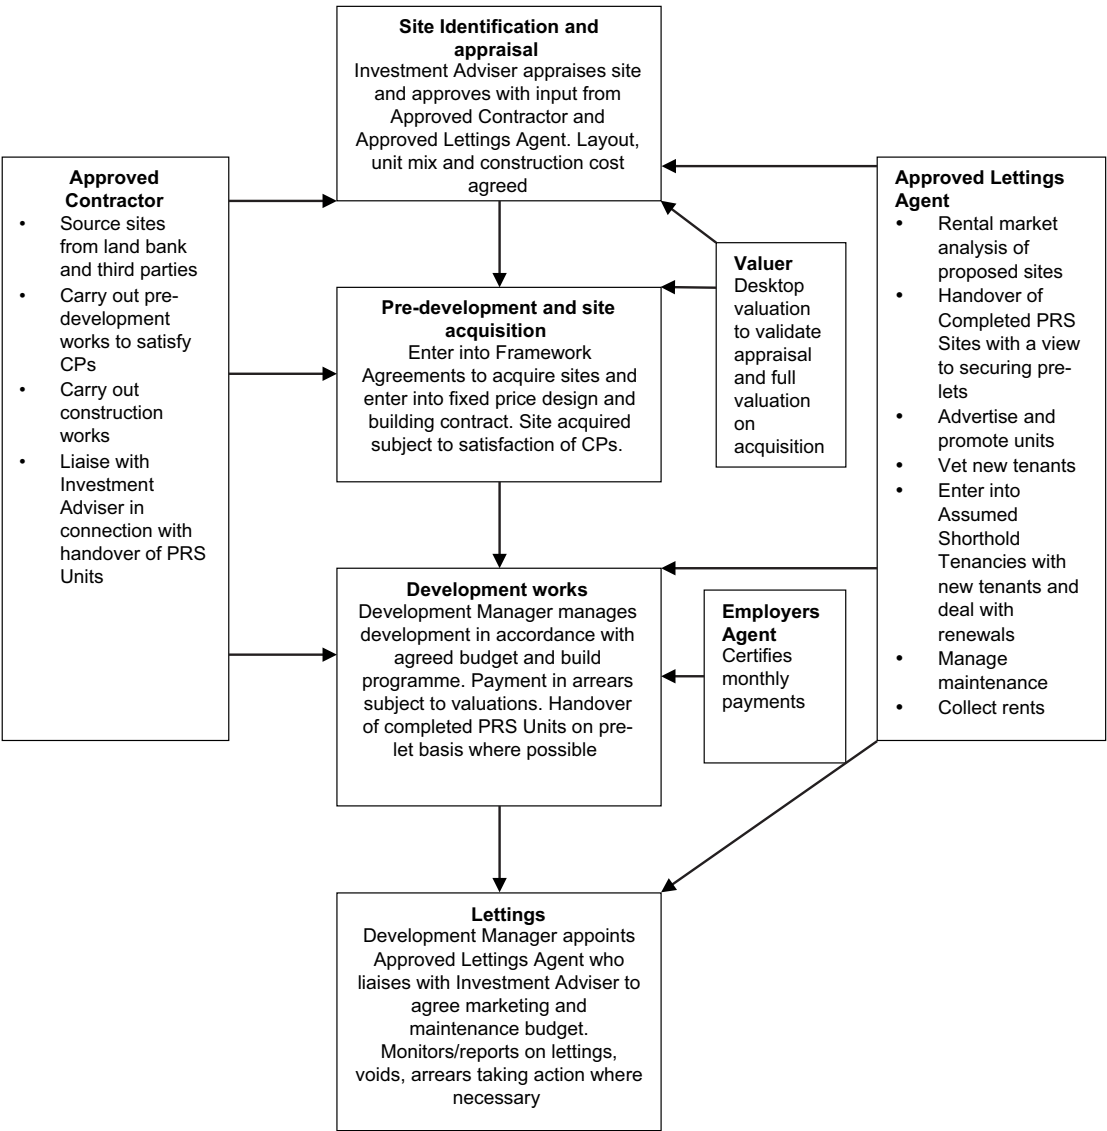 Site Identification and
appraisal
Investment Adviser appraises site
and approves with input from
Approved Contractor and
Approved Lettings Agent. Layout,
unit mix and construction cost
agreed
Approved
Contractor
• Source sites
from land bank
and third parties
• Carry out pre-
development
works to satisfy
CPs
• Carry out
construction
works
• Liaise with
Investment
Adviser in
connection with
handover of PRS
Units
Pre-development and site
acquisition
Enter into Framework
Agreements to acquire sites and
enter into fixed price design and
building contract. Site acquired
subject to satisfaction of CPs.
Valuer
Desktop
valuation
to validate
appraisal
and full
valuation
on
acquisition
Approved Lettings
Agent
• Rental market
analysis of
proposed sites
• Handover of
Completed PRS
Sites with a view
to securing pre-
lets
• Advertise and
promote units
• Vet new tenants
• Enter into
Assumed
Shorthold
Tenancies with
new tenants and
deal with
renewals
• Manage
maintenance
• Collect rents
Development works
Development Manager manages
development in accordance with
agreed budget and build
programme. Payment in arrears
subject to valuations. Handover
of completed PRS Units on pre-
let basis where possible
Employers
Agent
Certifies
monthly
payments
Lettings
Development Manager appoints
Approved Lettings Agent who
liaises with Investment Adviser to
agree marketing and
maintenance budget.
Monitors/reports on lettings,
voids, arrears taking action where
necessary